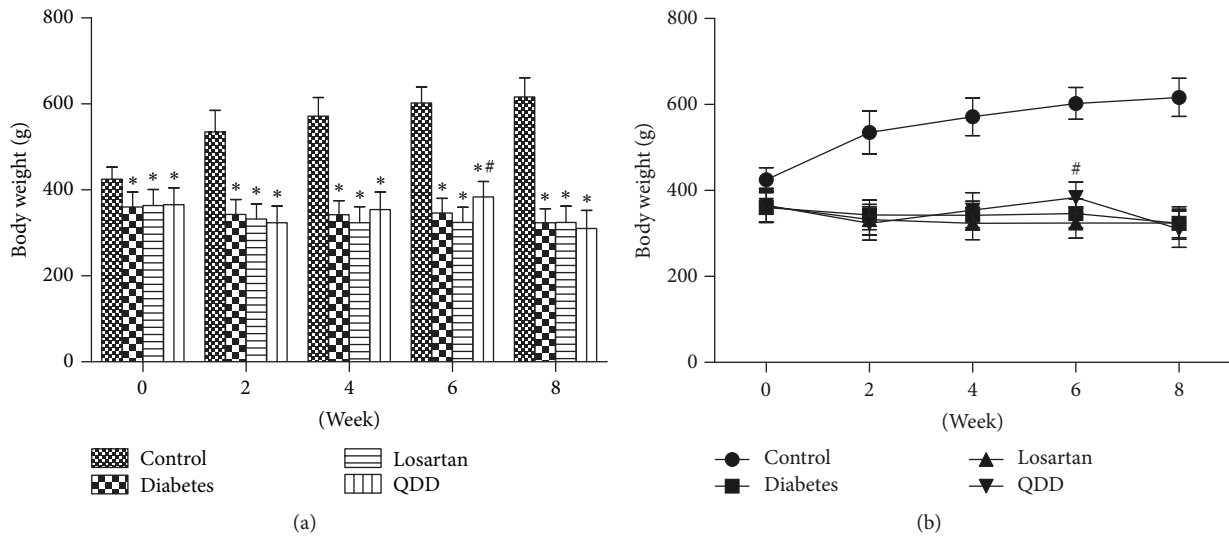 800
600
400
200
0
Body weight (g)
* * *
* * *
* * *
* * *#
* * *
0 2 4 6 8
(Week)
Control Losartan
Diabetes QDD
(a)
800
600
400
200
0
Body weight (g)
#
0 2 4 6 8
(Week)
Control Losartan
Diabetes QDD
(b)